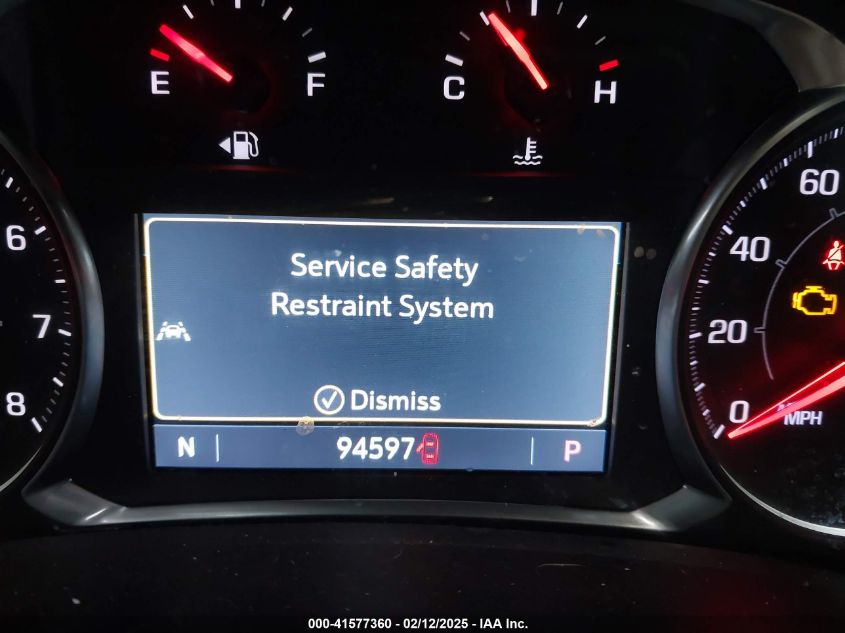 E F
C H
6
7
8
60
40
20
0
MPH
Service Safety
Restraint System
Dismiss
N 94597 P
000-41577360 - 02/12/2025 - IAA Inc.